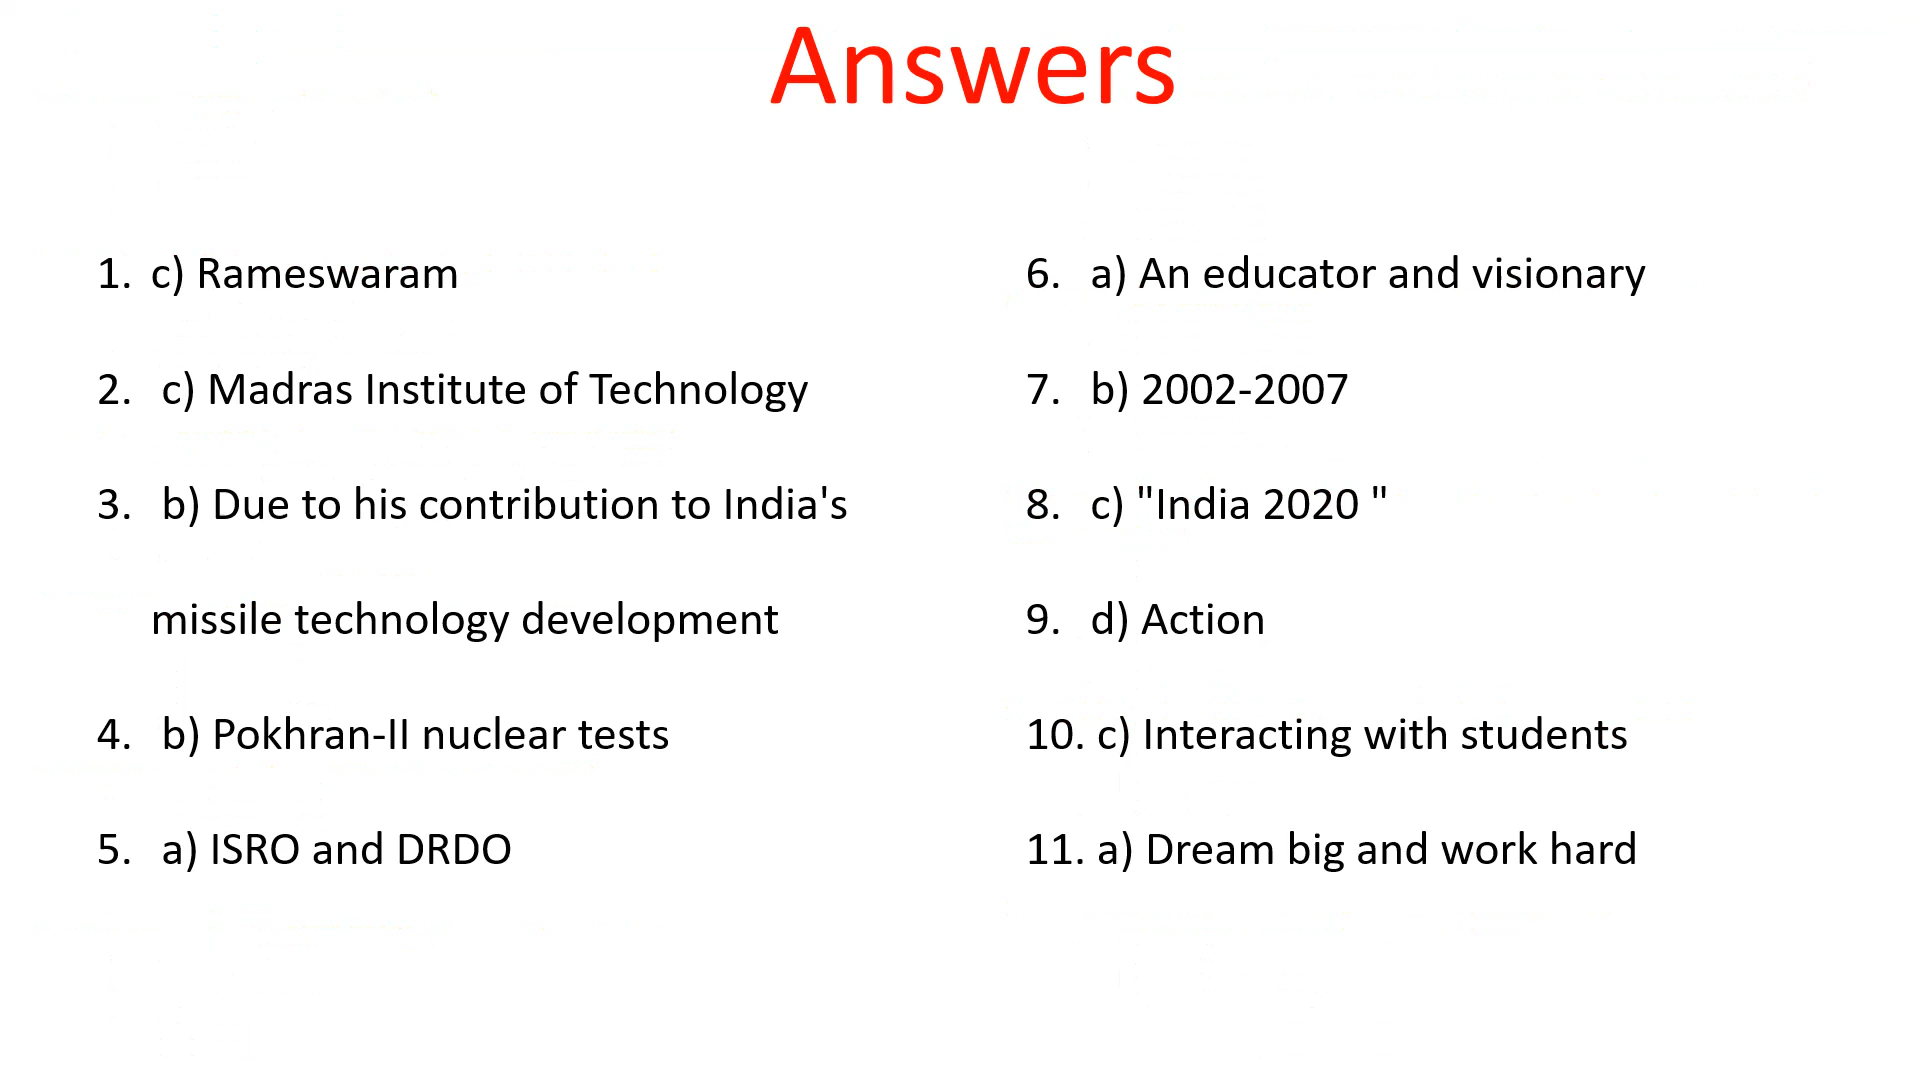 Answers
1. c) Rameswaram
2. c) Madras Institute of Technology
3. b) Due to his contribution to India's
missile technology development
4. b) Pokhran-II nuclear tests
5. a) ISRO and DRDO
6. a) An educator and visionary
7. b) 2002-2007
8. c) "India 2020 "
9. d) Action
10. c) Interacting with students
11. a) Dream big and work hard